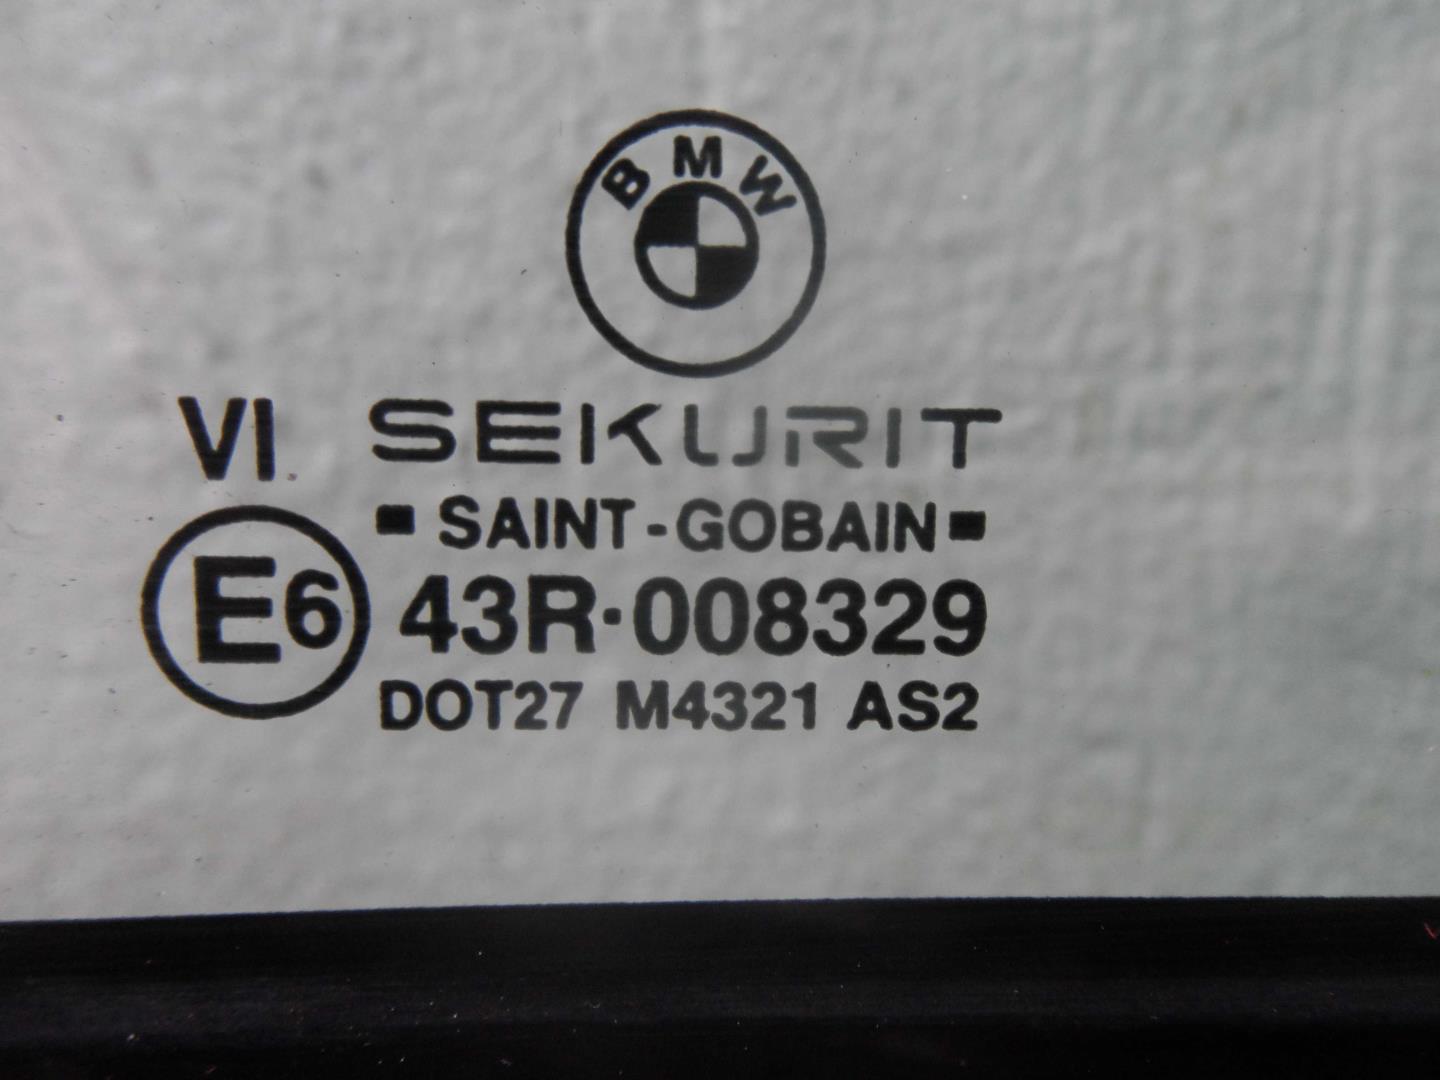 BMW
VI SEKURIT
SAINT-GOBAIN
E6 43R·008329
DOT27 M4321 AS2